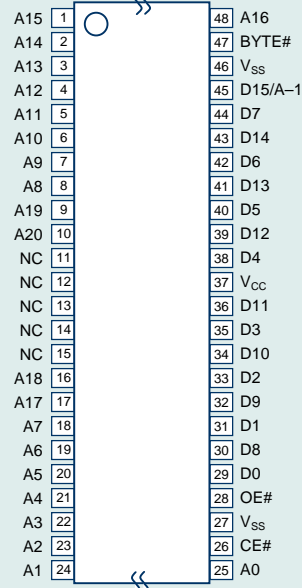 A15 1 48 A16
A14 2 47 BYTE#
A13 3 46 VSS
A12 4 45 D15/A–1
A11 5 44 D7
A10 6 43 D14
A9 7 42 D6
A8 8 41 D13
A19 9 40 D5
A20 10 39 D12
NC 11 38 D4
NC 12 37 VCC
NC 13 36 D11
NC 14 35 D3
NC 15 34 D10
A18 16 33 D2
A17 17 32 D9
A7 18 31 D1
A6 19 30 D8
A5 20 29 D0
A4 21 28 OE#
A3 22 27 VSS
A2 23 26 CE#
A1 24 25 A0